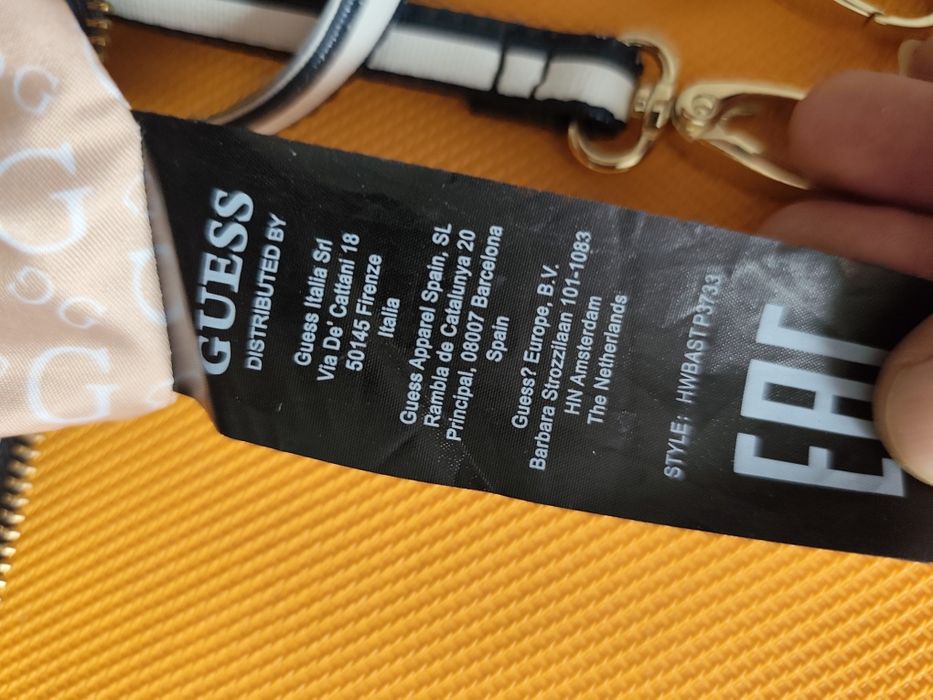 GUESS
DISTRIBUTED BY
Guess Italia Srl
Via De' Cattani 18
50145 Firenze
Italia
Guess Apparel Spain, SL
Rambla de Catalunya 20
Principal, 08007 Barcelona
Spain
Guess? Europe, B.V.
Barbara Strozzilaan 101-1083
HN Amsterdam
The Netherlands
STYLE: HWBASTP3733
EAC